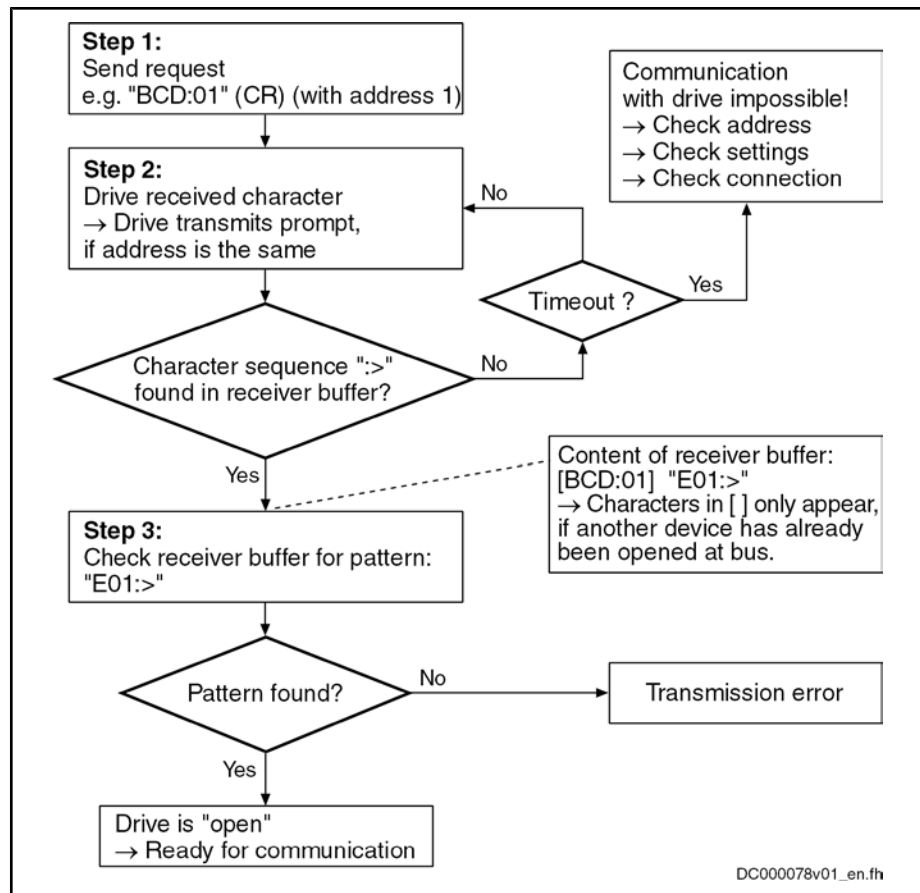 Step 1:
Send request
e.g. "BCD:01" (CR) (with address 1)
Communication
with drive impossible!
→ Check address
→ Check settings
→ Check connection
Step 2:
Drive received character
→ Drive transmits prompt,
if address is the same
No
Timeout ?
Yes
Character sequence ":>"
found in receiver buffer?
No
Yes
Content of receiver buffer:
[BCD:01] "E01:>"
→ Characters in [ ] only appear,
if another device has already
been opened at bus.
Step 3:
Check receiver buffer for pattern:
"E01:>"
Pattern found?
No
Transmission error
Yes
Drive is "open"
→ Ready for communication
DC000078v01_en.fh